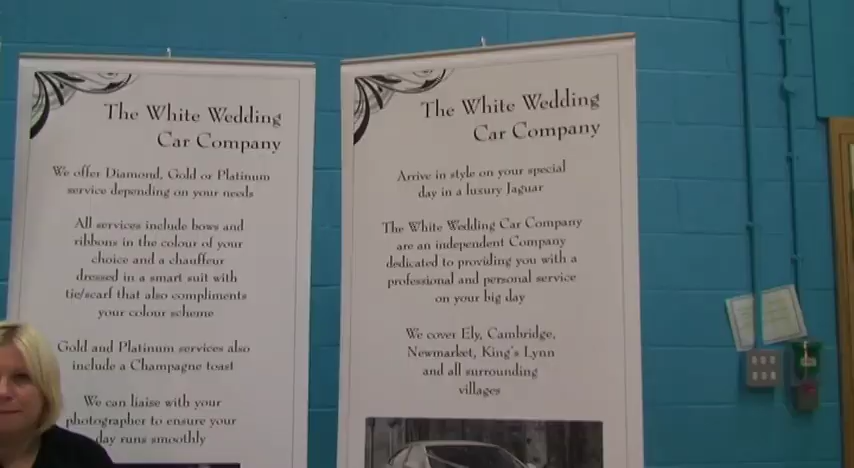 The White Wedding
Car Company
We offer Diamond, Gold or Platinum
service depending on your needs
All services include bows and
ribbons in the colour of your
choice and a chauffeur
dressed in a smart suit with
tie/scarf that also compliments
your colour scheme
Gold and Platinum services also
include a Champagne toast
We can liaise with your
photographer to ensure your
day runs smoothly
The White Wedding
Car Company
Arrive in style on your special
day in a luxury Jaguar
The White Wedding Car Company
are an independent Company
dedicated to providing you with a
professional and personal service
on your big day
We cover Ely, Cambridge,
Newmarket, King's Lynn
and all surrounding
villages